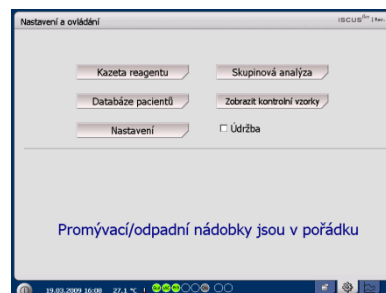 Nastavení a ovládání
ISCUS flex
Kazeta reagentu
Skupinová analýza
Databáze pacientů
Zobrazit kontrolní vzorky
Nastavení
Údržba
Promývací/odpadní nádobky jsou v pořádku
19.03.2009 16:08 27.1 °C